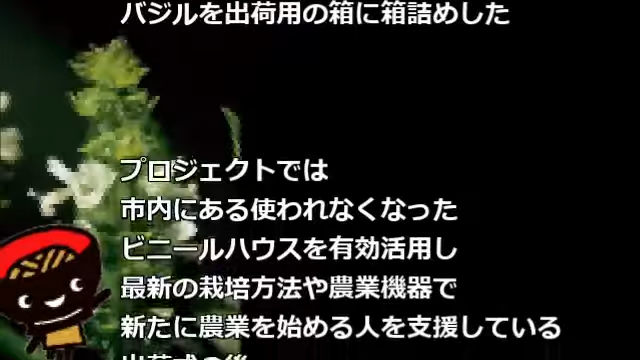 バジルを出荷用の箱に箱詰めした
プロジェクトでは
市内にある使われなくなった
ビニールハウスを有効活用し
最新の栽培方法や農業機器で
新たに農業を始める人を支援している